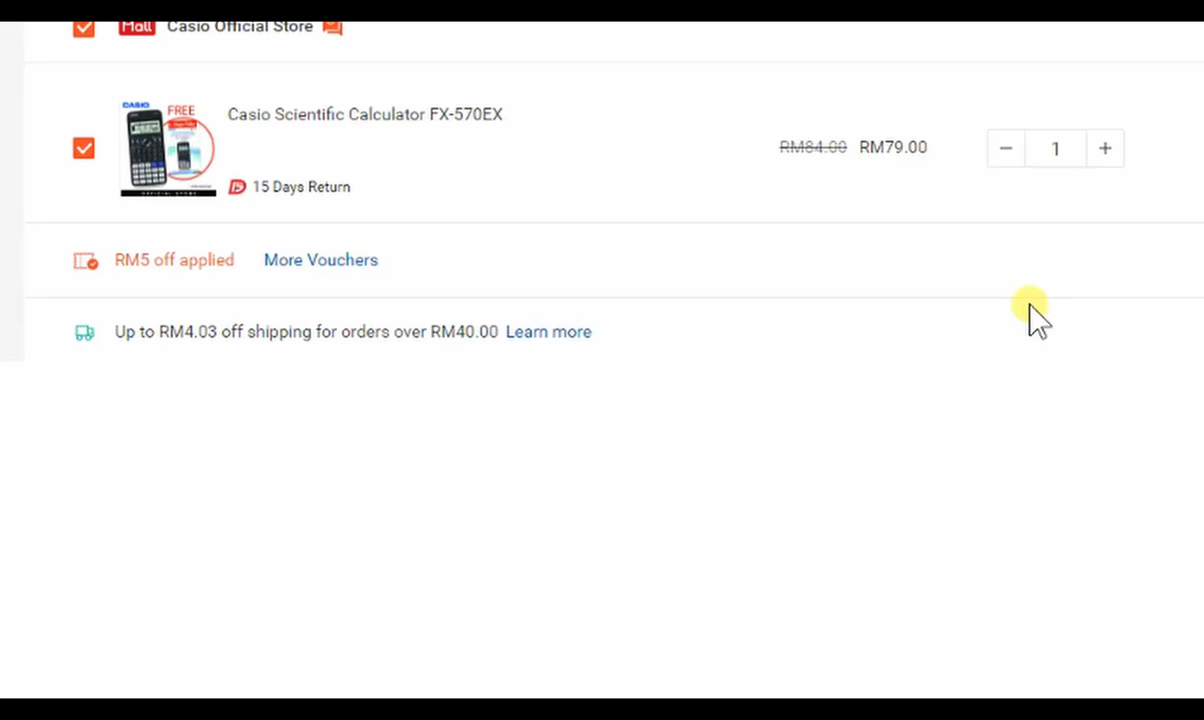 Mall Casio Official Store
CASIO FREE
Casio Scientific Calculator FX-570EX
RM84.00 RM79.00 − 1 +
15 Days Return
RM5 off applied More Vouchers
Up to RM4.03 off shipping for orders over RM40.00 Learn more